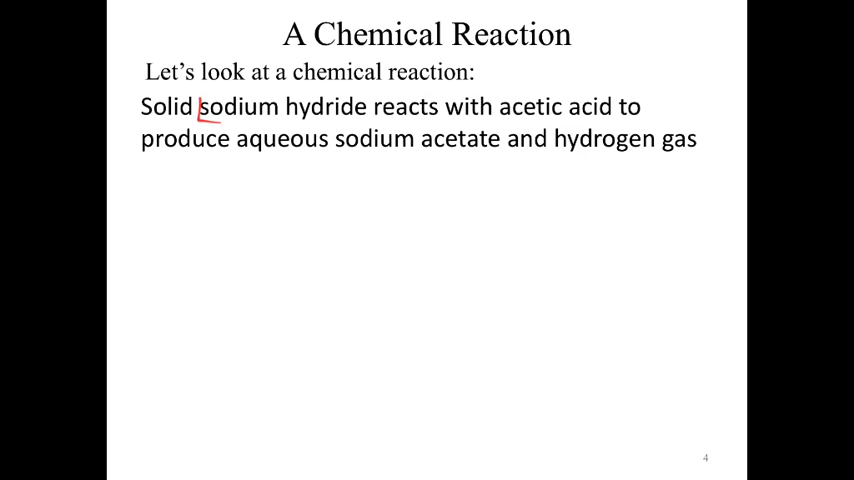 A Chemical Reaction
Let's look at a chemical reaction:
Solid sodium hydride reacts with acetic acid to
produce aqueous sodium acetate and hydrogen gas
4